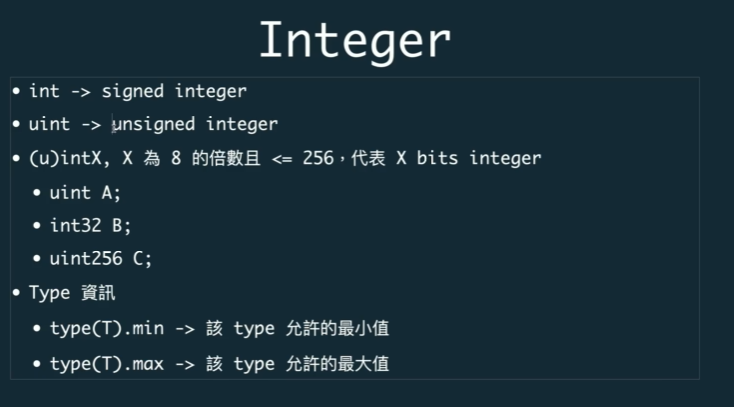 Integer
• int -> signed integer
• uint -> unsigned integer
• (u)intX, X 為 8 的倍數且 <= 256，代表 X bits integer
• uint A;
• int32 B;
• uint256 C;
• Type 資訊
• type(T).min -> 該 type 允許的最小值
• type(T).max -> 該 type 允許的最大值